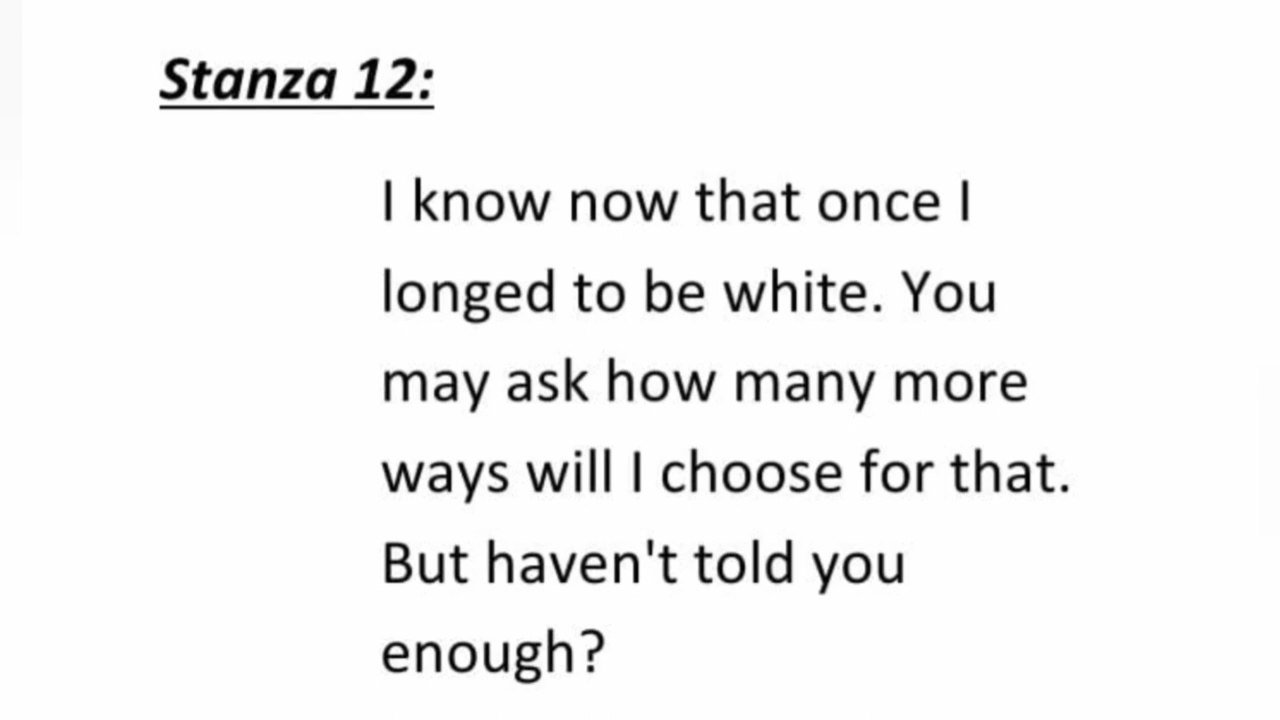 Stanza 12:
I know now that once I
longed to be white. You
may ask how many more
ways will I choose for that.
But haven't told you
enough?